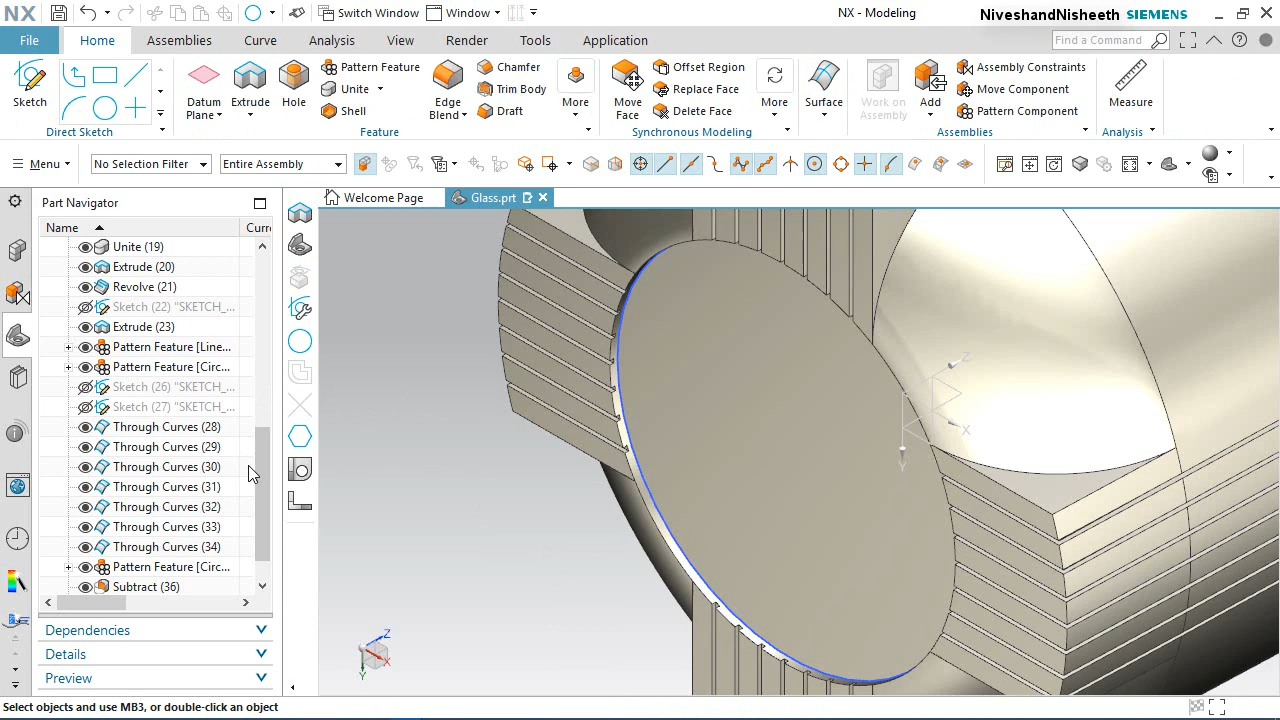 NX Switch Window Window NX - Modeling NiveshandNisheeth SIEMENS
File Home Assemblies Curve Analysis View Render Tools Application Find a Command
Sketch
Direct Sketch
Datum Plane
Extrude
Hole
Pattern Feature
Unite
Shell
Edge Blend
Chamfer
Trim Body
Draft
More
Feature
Move Face
Offset Region
Replace Face
Delete Face
More
Synchronous Modeling
Surface
Work on Assembly
Add
Assembly Constraints
Move Component
Pattern Component
Assemblies
Measure
Analysis
Menu No Selection Filter Entire Assembly
Part Navigator
Welcome Page Glass.prt
Name Curre
Unite (19)
Extrude (20)
Revolve (21)
Sketch (22) "SKETCH_...
Extrude (23)
Pattern Feature [Line...
Pattern Feature [Circ...
Sketch (26) "SKETCH_...
Sketch (27) "SKETCH_...
Through Curves (28)
Through Curves (29)
Through Curves (30)
Through Curves (31)
Through Curves (32)
Through Curves (33)
Through Curves (34)
Pattern Feature [Circ...
Subtract (36)
Dependencies
Details
Preview
Z
X
Y
Z
X
Y
Select objects and use MB3, or double-click an object